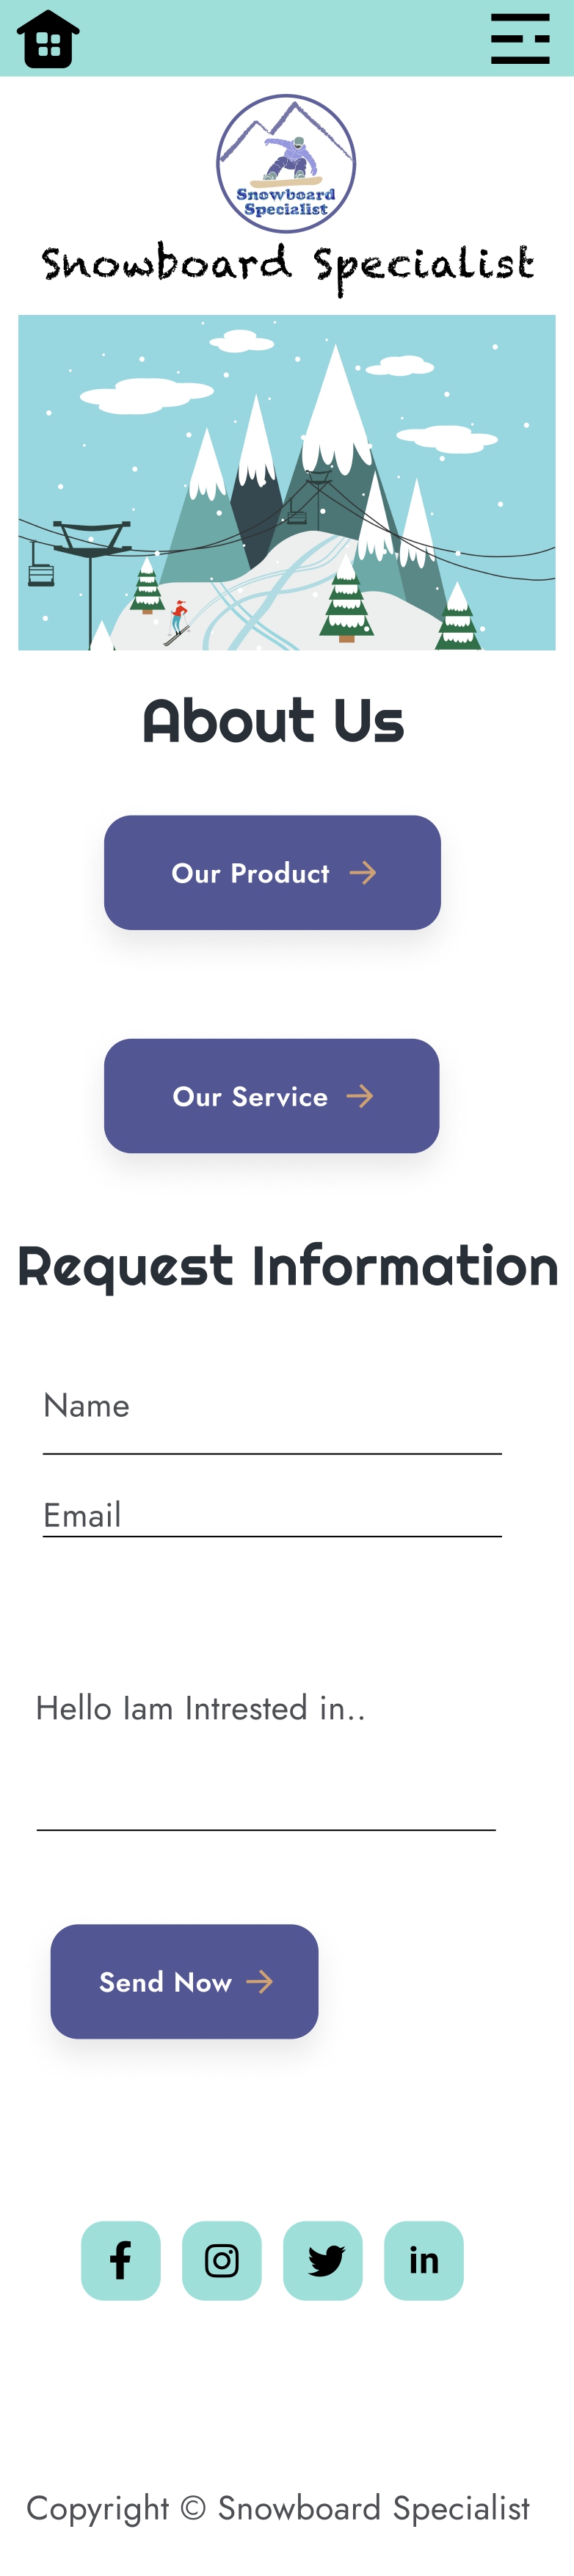 Snowboard
Specialist
Snowboard Specialist
About Us
Our Product
Our Service
Request Information
Name
Email
Hello Iam Intrested in..
Send Now
in
Copyright © Snowboard Specialist